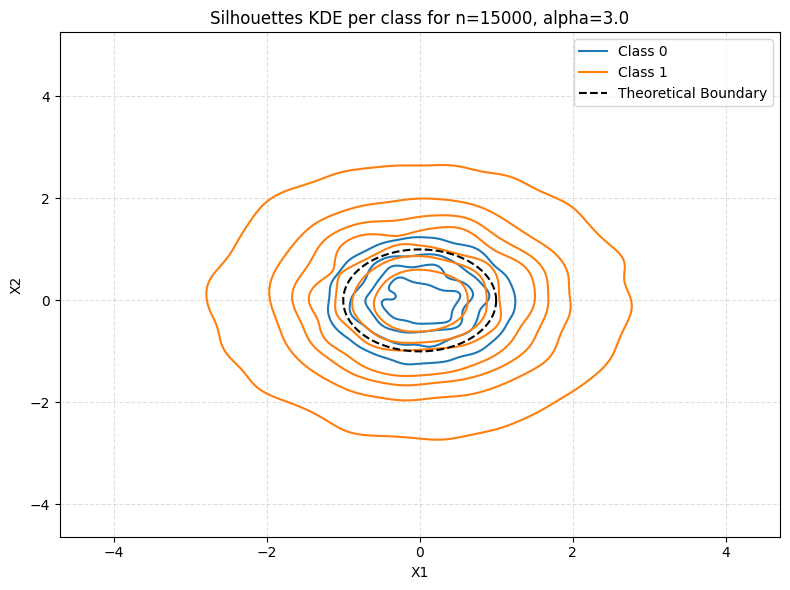 Silhouettes KDE per class for n=15000, alpha=3.0
Class 0
Class 1
Theoretical Boundary
4
2
0
−2
−4
X2
−4
−2
0
2
4
X1